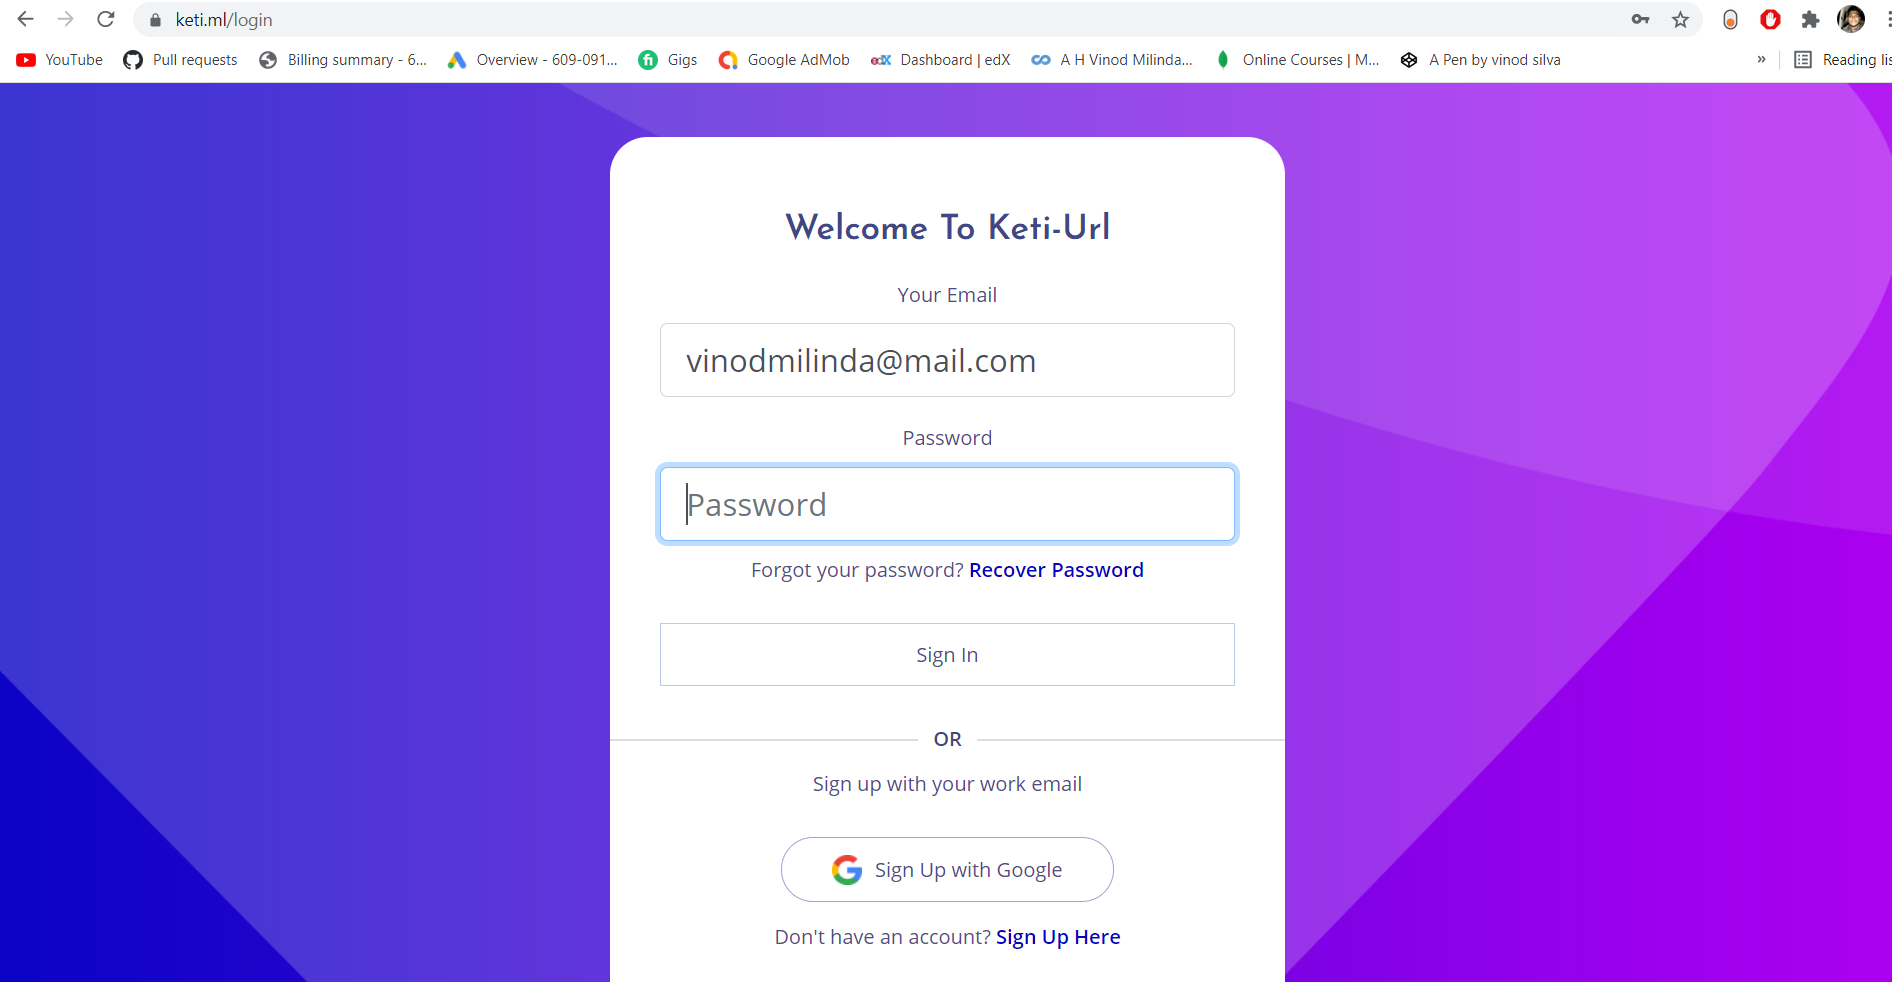 keti.ml/login
YouTube Pull requests Billing summary - 6... Overview - 609-091... Gigs Google AdMob edX Dashboard | edX A H Vinod Milinda... Online Courses | M... A Pen by vinod silva » Reading lis
Welcome To Keti-Url
Your Email
vinodmilinda@mail.com
Password
Password
Forgot your password? Recover Password
Sign In
OR
Sign up with your work email
Sign Up with Google
Don't have an account? Sign Up Here